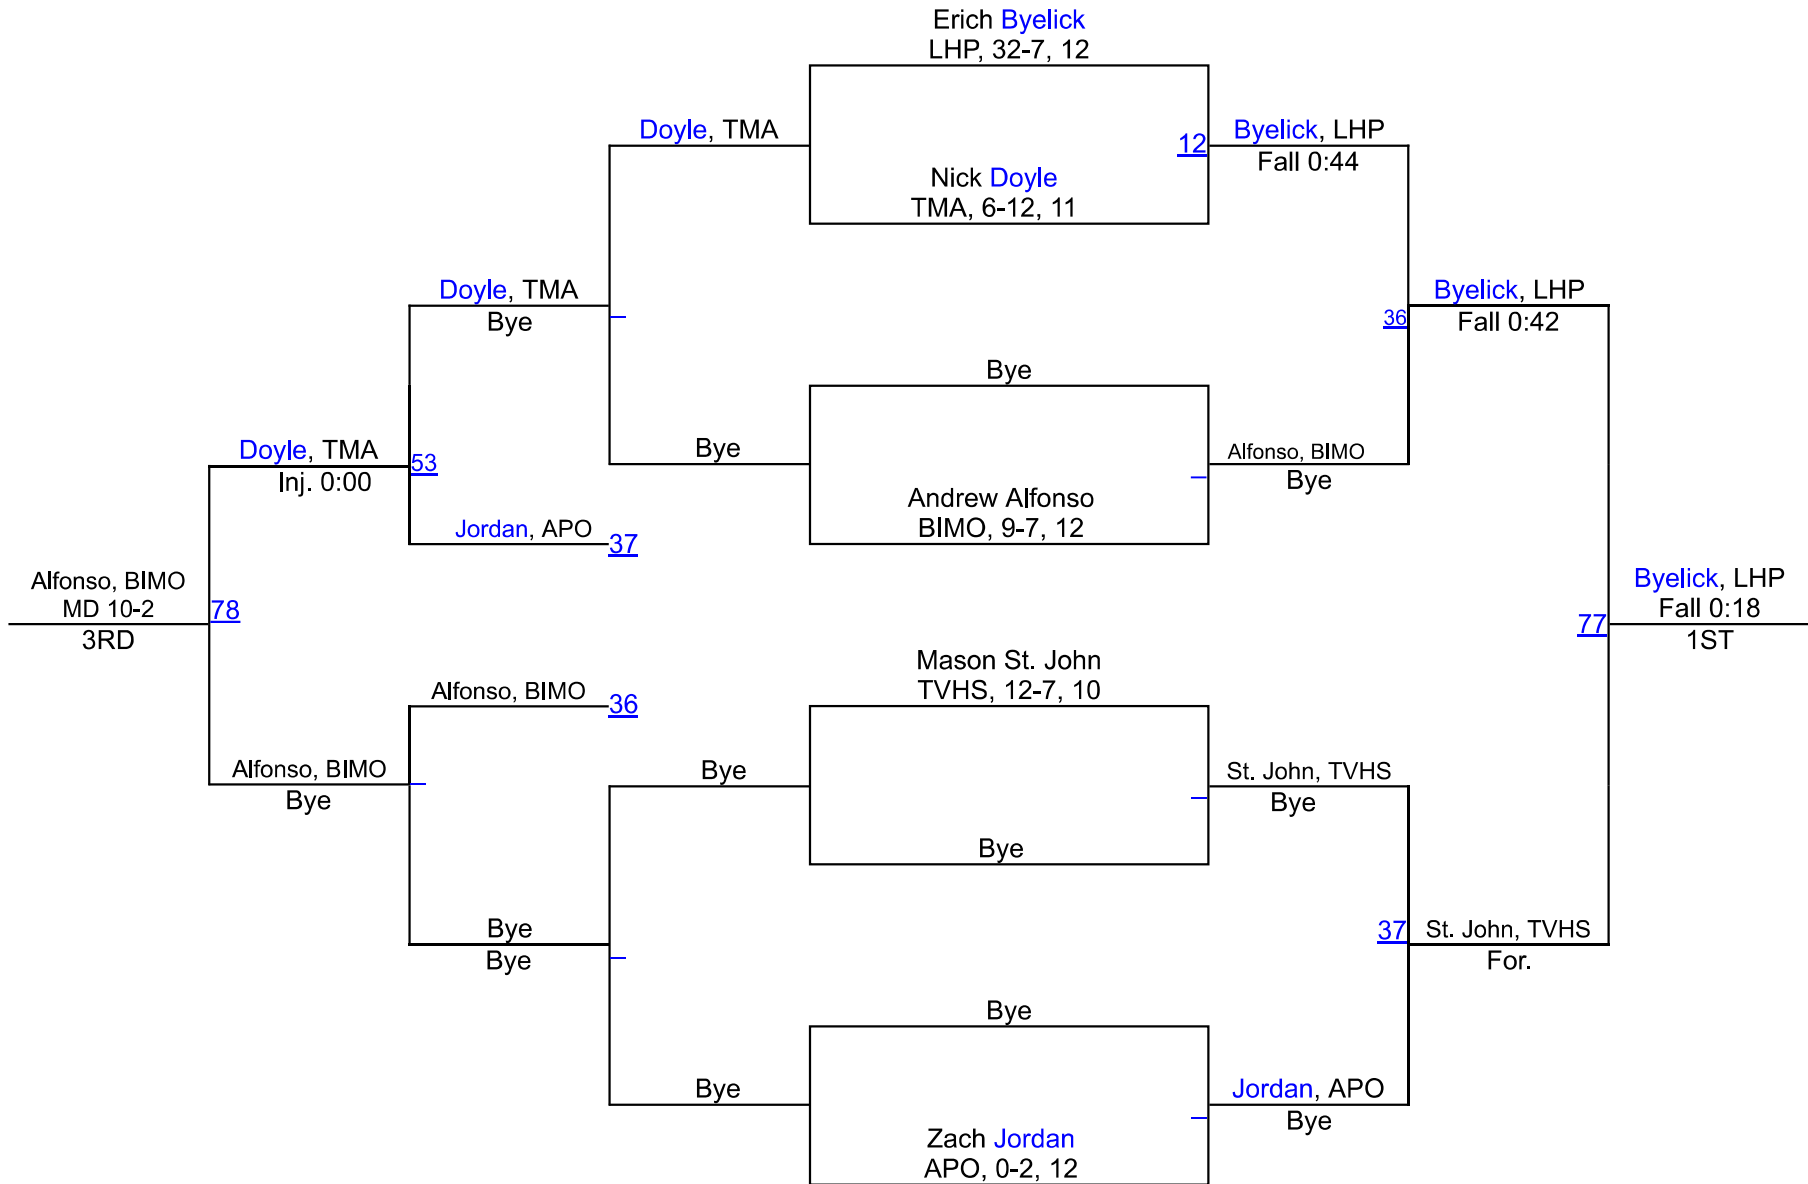 Erich Byelick
LHP, 32-7, 12
Doyle, TMA
12
Byelick, LHP
Fall 0:44
Nick Doyle
TMA, 6-12, 11
Doyle, TMA
Bye
36
Byelick, LHP
Fall 0:42
Bye
Doyle, TMA
Inj. 0:00
53
Bye
Alfonso, BIMO
Bye
Andrew Alfonso
BIMO, 9-7, 12
Jordan, APO
37
Alfonso, BIMO
MD 10-2
3RD
78
77
Byelick, LHP
Fall 0:18
1ST
Mason St. John
TVHS, 12-7, 10
Alfonso, BIMO
36
Alfonso, BIMO
Bye
Bye
St. John, TVHS
Bye
Bye
Bye
Bye
37
St. John, TVHS
For.
Bye
Bye
Jordan, APO
Bye
Zach Jordan
APO, 0-2, 12